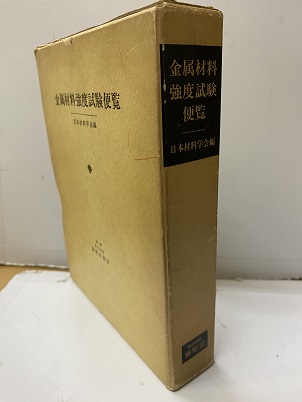 金属材料強度試験便覧
日本材料学会編
金属材料
強度試験
便覧
日本材料学会編